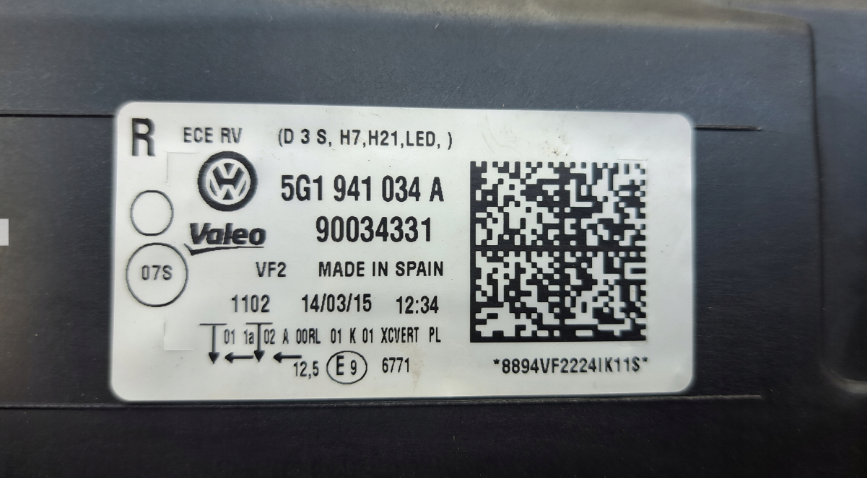 R ECE RV (D 3 S, H7,H21,LED, )
5G1 941 034 A
Valeo 90034331
07S VF2 MADE IN SPAIN
1102 14/03/15 12:34
01 1a 02 A 00RL 01 K 01 XCVERT PL
12,5 E9 6771
*8894VF2224IK11S*